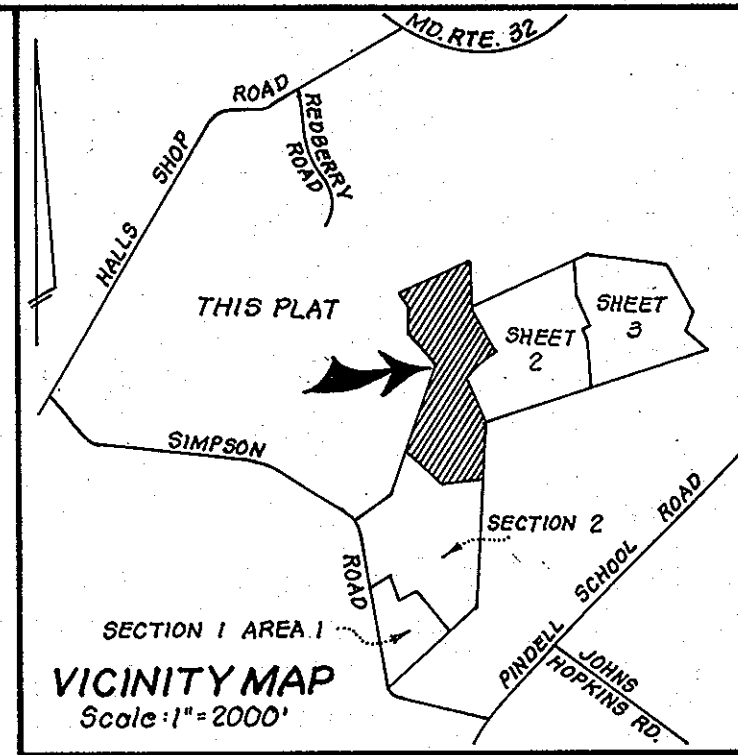 MD. RTE. 32
HALLS SHOP ROAD
REDBERRY
ROAD
THIS PLAT
SHEET
2
SHEET
3
SIMPSON ROAD
SECTION 2
SECTION 1 AREA 1
PINDELL SCHOOL ROAD
JOHNS
HOPKINS RD.
VICINITY MAP
Scale: 1"=2000'